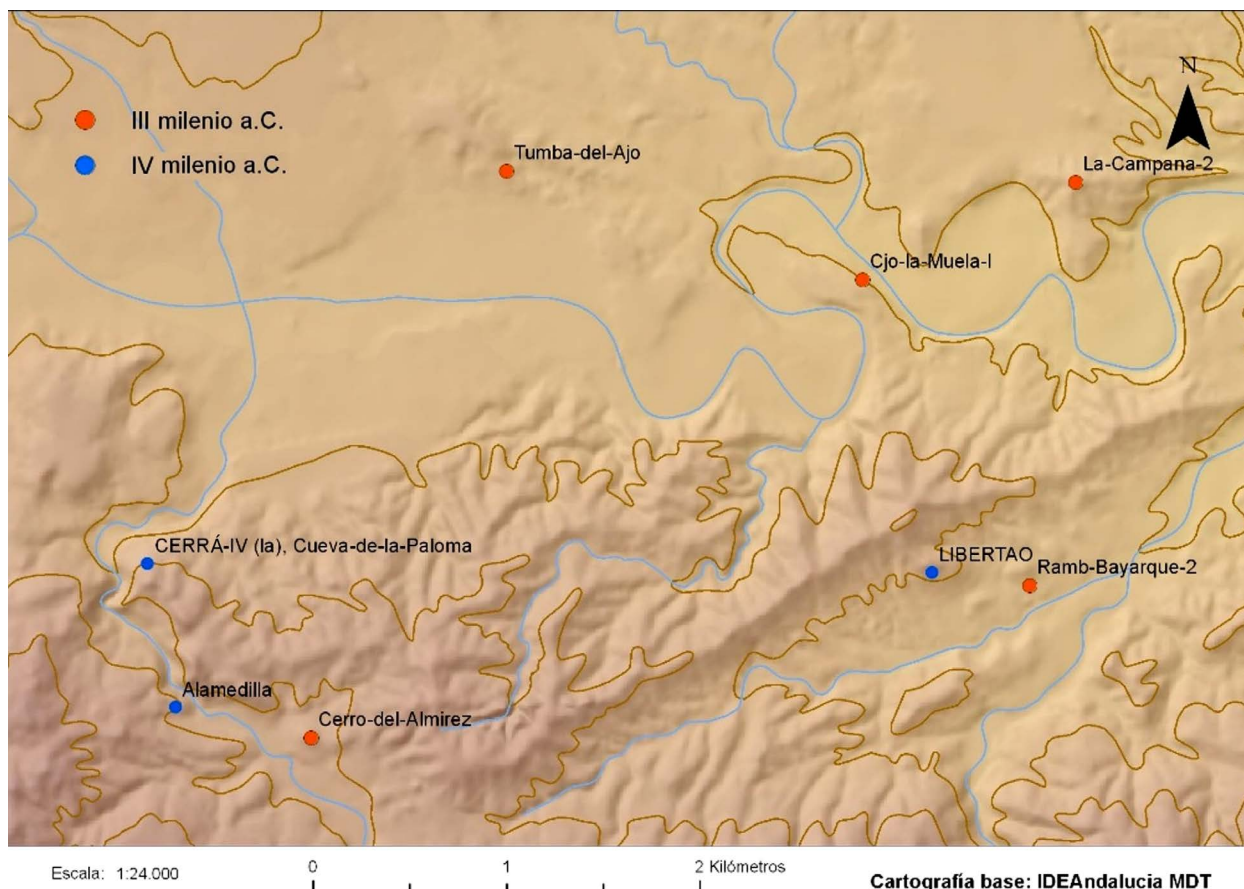 N
III milenio a.C.
IV milenio a.C.
Tumba-del-Ajo
La-Campana-2
Cjo-la-Muela-I
CERRÁ-IV (la), Cueva-de-la-Paloma
LIBERTAO
Ramb-Bayarque-2
Alamedilla
Cerro-del-Almirez
Escala: 1:24.000
0 1 2 Kilómetros
Cartografía base: IDEAndalucia MDT